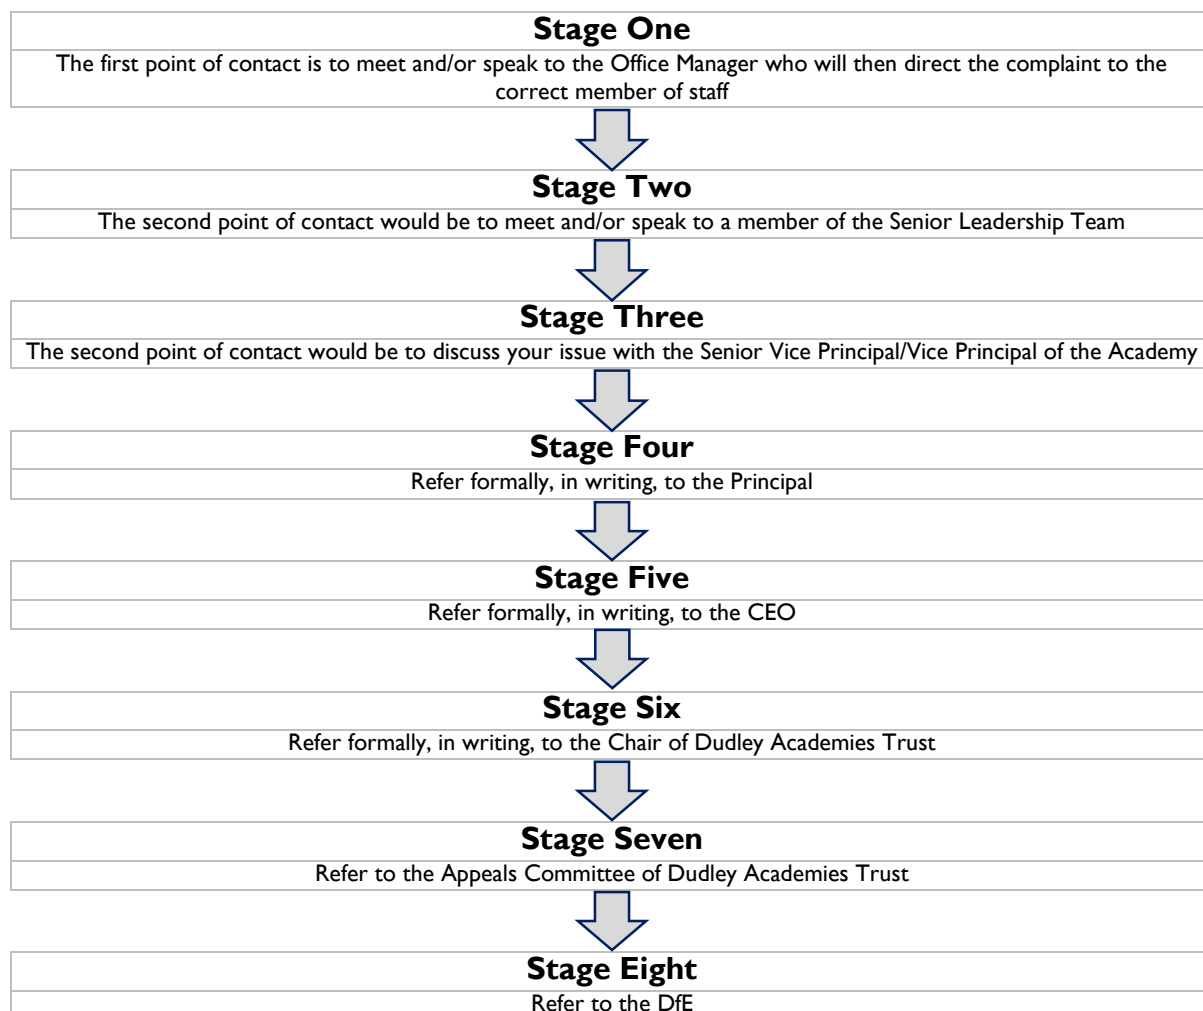 Stage One
The first point of contact is to meet and/or speak to the Office Manager who will then direct the complaint to the
correct member of staff
Stage Two
The second point of contact would be to meet and/or speak to a member of the Senior Leadership Team
Stage Three
The second point of contact would be to discuss your issue with the Senior Vice Principal/Vice Principal of the Academy
Stage Four
Refer formally, in writing, to the Principal
Stage Five
Refer formally, in writing, to the CEO
Stage Six
Refer formally, in writing, to the Chair of Dudley Academies Trust
Stage Seven
Refer to the Appeals Committee of Dudley Academies Trust
Stage Eight
Refer to the DfE